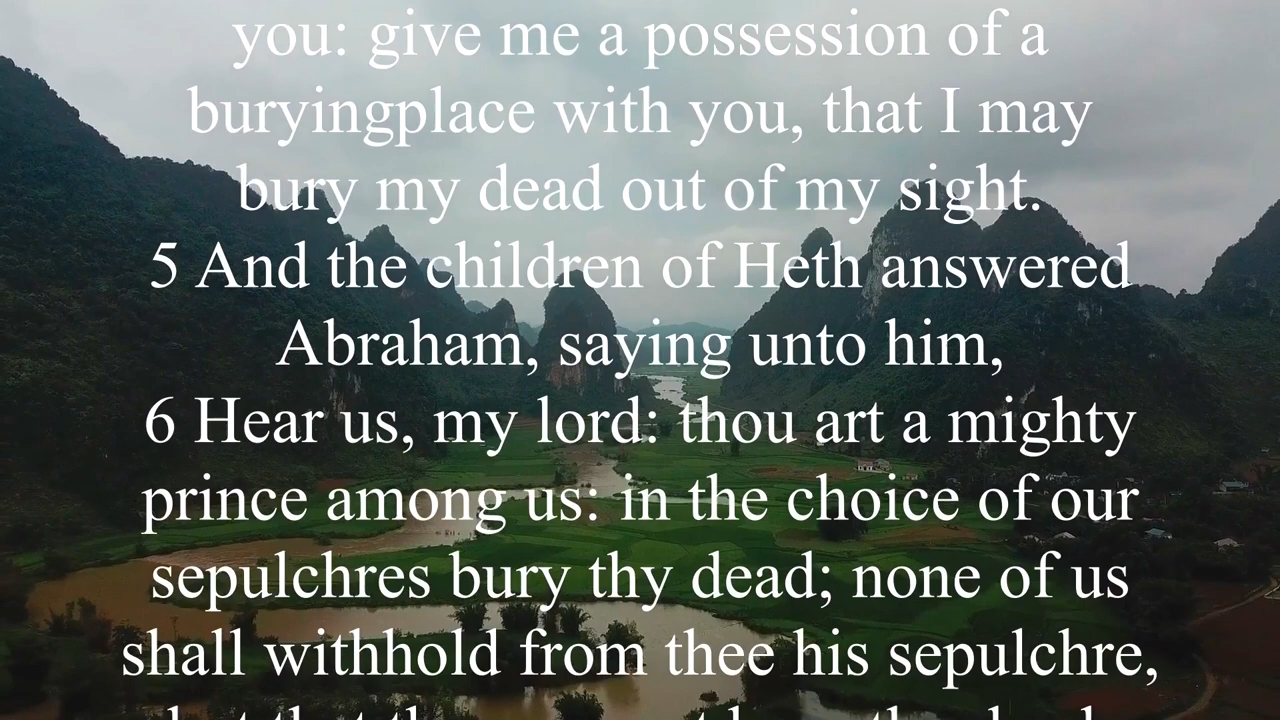 you: give me a possession of a
buryingplace with you, that I may
bury my dead out of my sight.
5 And the children of Heth answered
Abraham, saying unto him,
6 Hear us, my lord: thou art a mighty
prince among us: in the choice of our
sepulchres bury thy dead; none of us
shall withhold from thee his sepulchre,